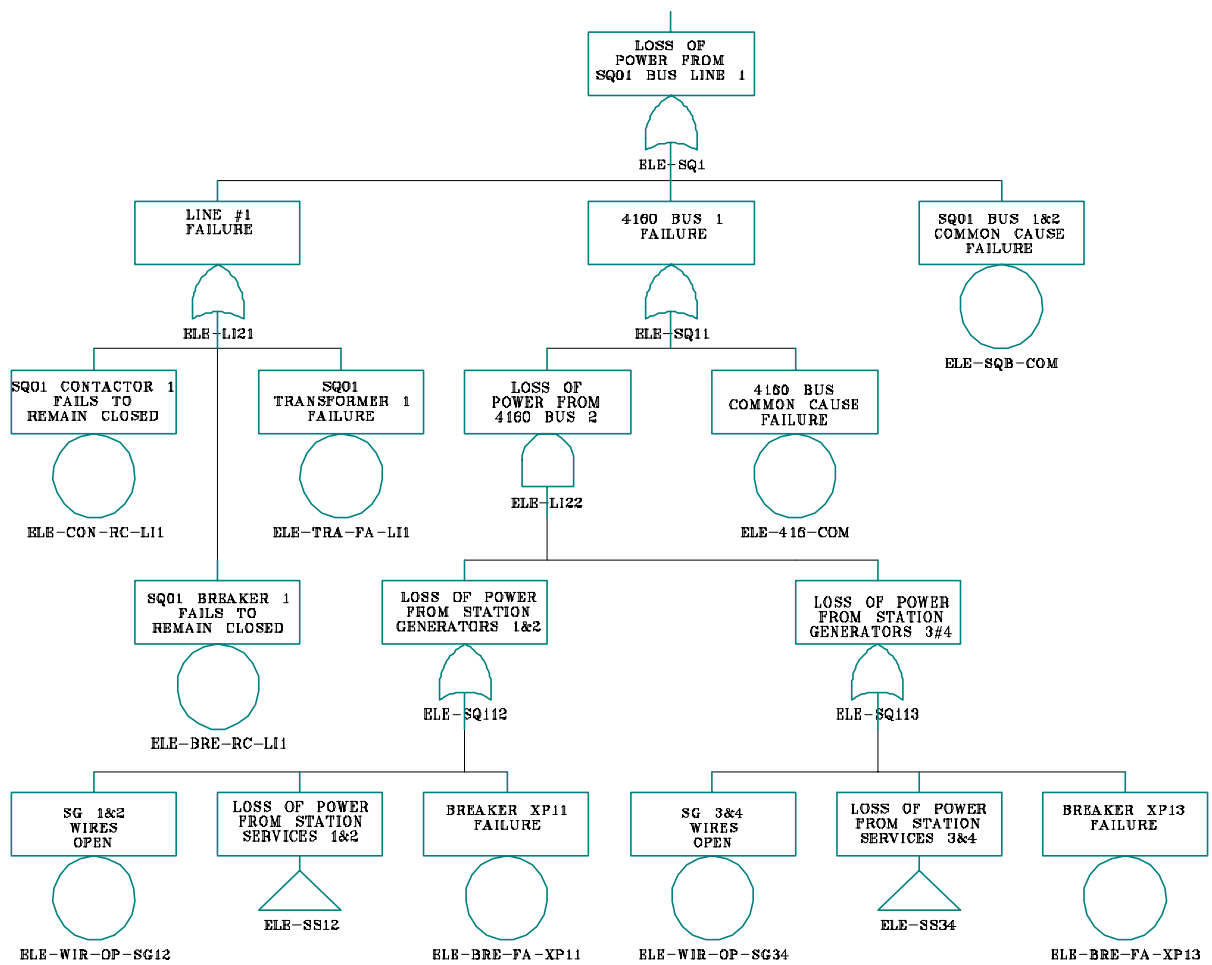 LOSS OF
POWER FROM
SQ01 BUS LINE 1
ELE-SQ1
LINE #1
FAILURE
ELE-LI21
4160 BUS 1
FAILURE
ELE-SQ11
SQ01 BUS 1&2
COMMON CAUSE
FAILURE
ELE-SQB-COM
SQ01 CONTACTOR 1
FAILS TO
REMAIN CLOSED
ELE-CON-RC-LI1
SQ01
TRANSFORMER 1
FAILURE
ELE-TRA-FA-LI1
LOSS OF
POWER FROM
4160 BUS 2
ELE-LI22
4160 BUS
COMMON CAUSE
FAILURE
ELE-416-COM
SQ01 BREAKER 1
FAILS TO
REMAIN CLOSED
ELE-BRE-RC-LI1
LOSS OF POWER
FROM STATION
GENERATORS 1&2
ELE-SQ112
LOSS OF POWER
FROM STATION
GENERATORS 3#4
ELE-SQ113
SG 1&2
WIRES
OPEN
ELE-WIR-OP-SG12
LOSS OF POWER
FROM STATION
SERVICES 1&2
ELE-SS12
BREAKER XP11
FAILURE
ELE-BRE-FA-XP11
SG 3&4
WIRES
OPEN
ELE-WIR-OP-SG34
LOSS OF POWER
FROM STATION
SERVICES 3&4
ELE-SS34
BREAKER XP13
FAILURE
ELE-BRE-FA-XP13